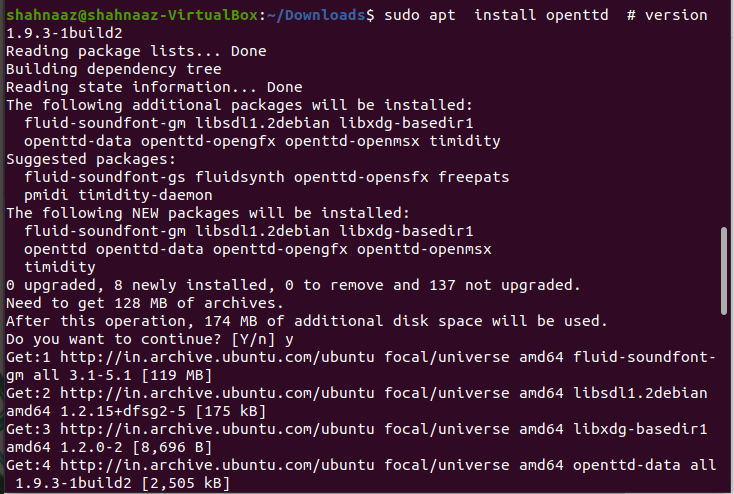 shahnaaz@shahnaaz-VirtualBox:~/Downloads$ sudo apt  install openttd  # version
1.9.3-1build2
Reading package lists... Done
Building dependency tree
Reading state information... Done
The following additional packages will be installed:
  fluid-soundfont-gm libsdl1.2debian libxdg-basedir1
  openttd-data openttd-opengfx openttd-openmsx timidity
Suggested packages:
  fluid-soundfont-gs fluidsynth openttd-opensfx freepats
  pmidi timidity-daemon
The following NEW packages will be installed:
  fluid-soundfont-gm libsdl1.2debian libxdg-basedir1
  openttd openttd-data openttd-opengfx openttd-openmsx
  timidity
0 upgraded, 8 newly installed, 0 to remove and 137 not upgraded.
Need to get 128 MB of archives.
After this operation, 174 MB of additional disk space will be used.
Do you want to continue? [Y/n] y
Get:1 http://in.archive.ubuntu.com/ubuntu focal/universe amd64 fluid-soundfont-
gm all 3.1-5.1 [119 MB]
Get:2 http://in.archive.ubuntu.com/ubuntu focal/universe amd64 libsdl1.2debian
amd64 1.2.15+dfsg2-5 [175 kB]
Get:3 http://in.archive.ubuntu.com/ubuntu focal/universe amd64 libxdg-basedir1
amd64 1.2.0-2 [8,696 B]
Get:4 http://in.archive.ubuntu.com/ubuntu focal/universe amd64 openttd-data all
 1.9.3-1build2 [2,505 kB]